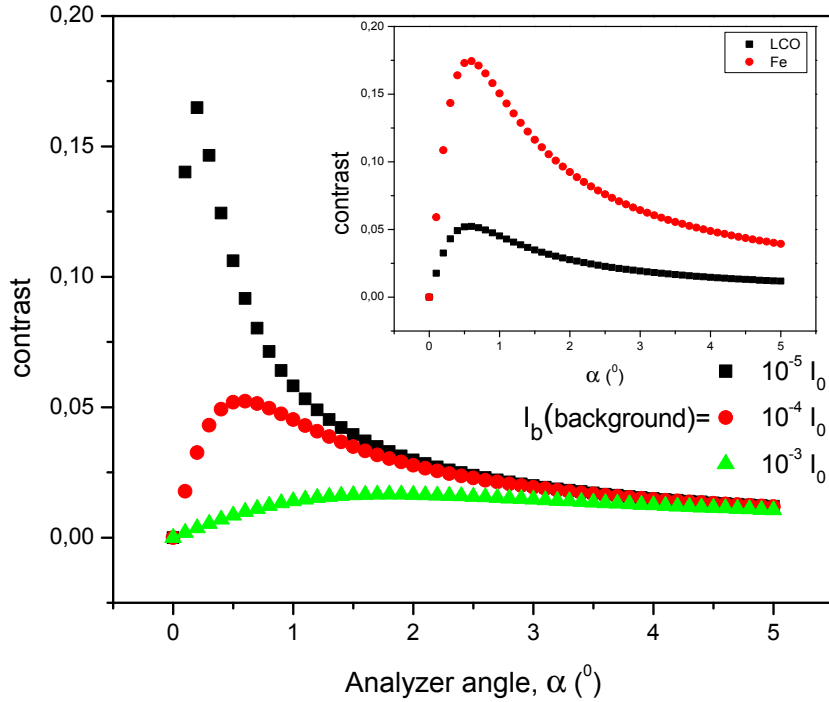 0,20
0,15
0,10
0,05
0,00
contrast
0 1 2 3 4 5
Analyzer angle, α (⁰)
0,20
0,15
0,10
0,05
0,00
contrast
0 1 2 3 4 5
α (⁰)
LCO
Fe
10⁻⁵ I₀
I_b(background)= 10⁻⁴ I₀
10⁻³ I₀